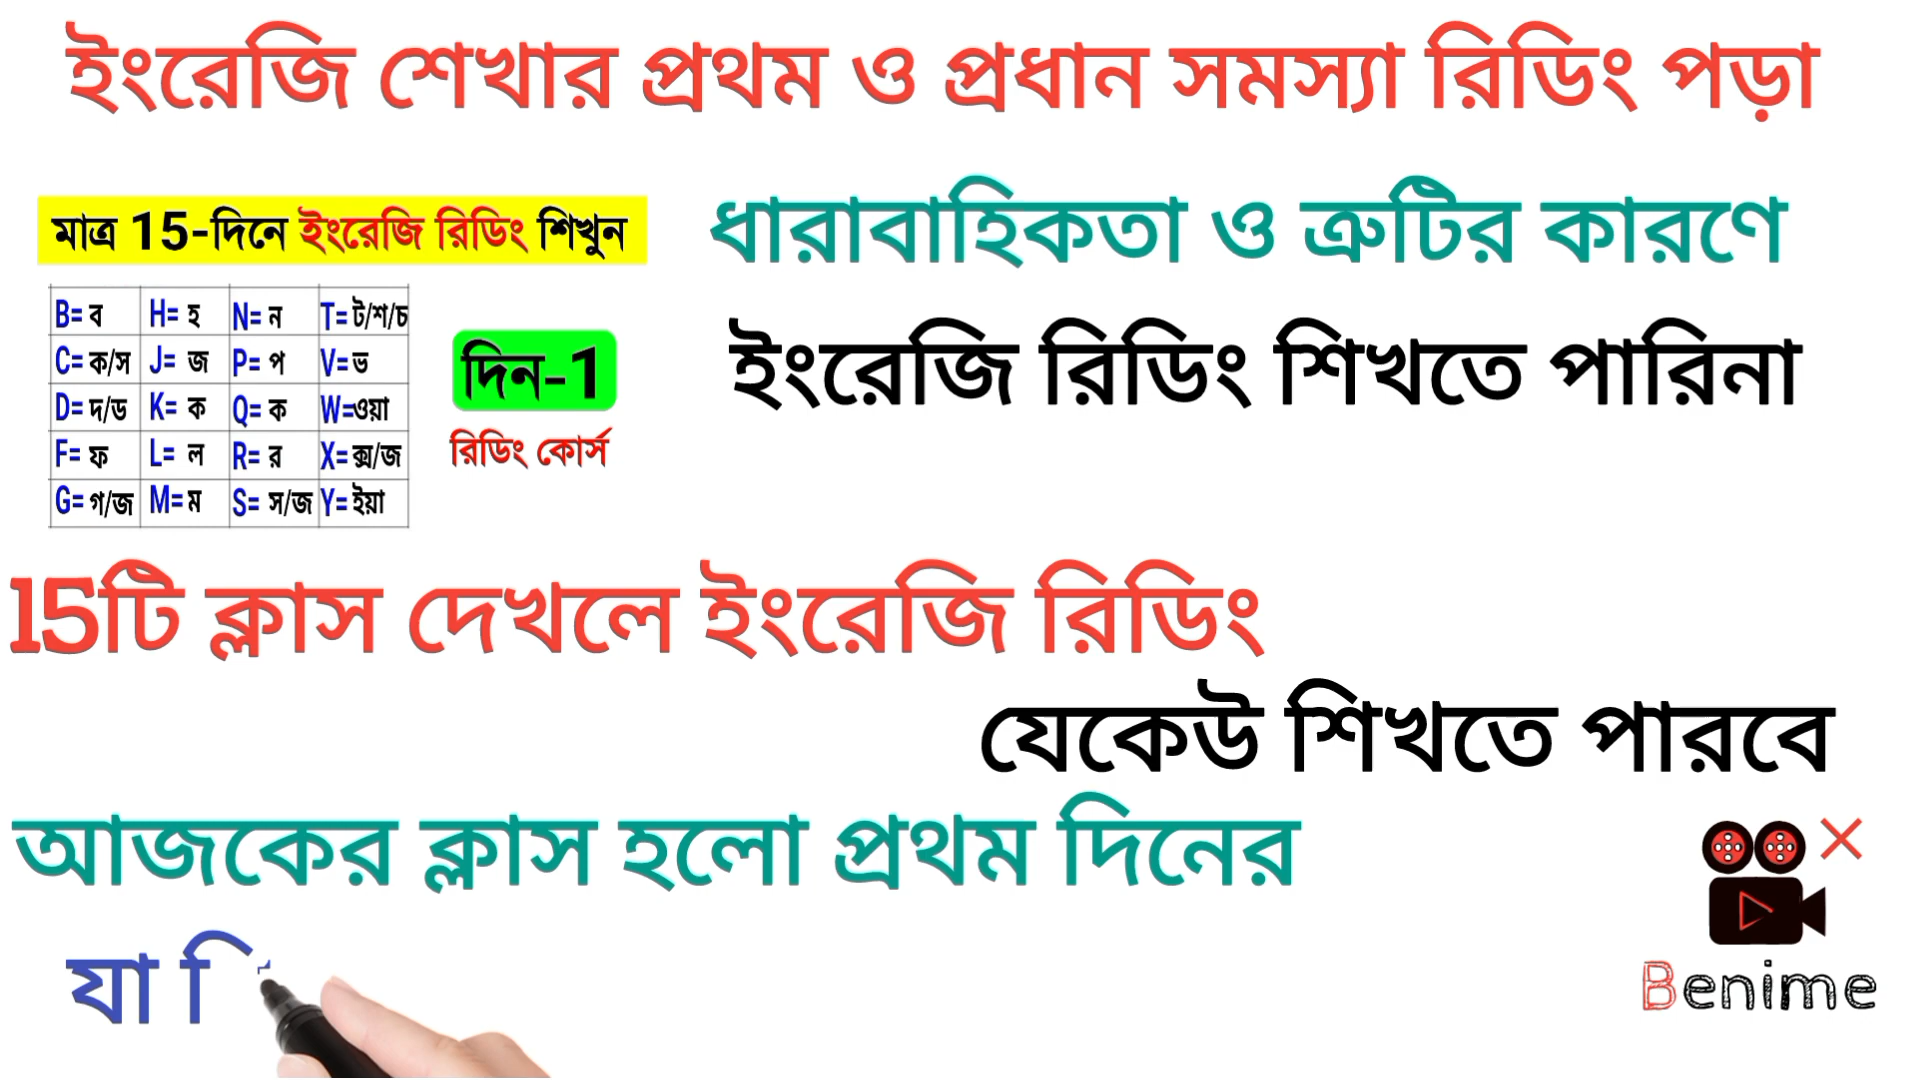 ইংরেজি শেখার প্রথম ও প্রধান সমস্যা রিডিং পড়া
মাত্র 15-দিনে ইংরেজি রিডিং শিখুন
B= ব H= হ N= ন T= ট/শ/চ
C= ক/স J= জ P= প V= ভ
D= দ/ড K= ক Q= ক W=ওয়া
F= ফ L= ল R= র X= ক্স/জ
G= গ/জ M= ম S= স/জ Y= ইয়া
দিন-1
রিডিং কোর্স
ধারাবাহিকতা ও ত্রুটির কারণে
ইংরেজি রিডিং শিখতে পারিনা
15টি ক্লাস দেখলে ইংরেজি রিডিং
যেকেউ শিখতে পারবে
আজকের ক্লাস হলো প্রথম দিনের
যা
Benime